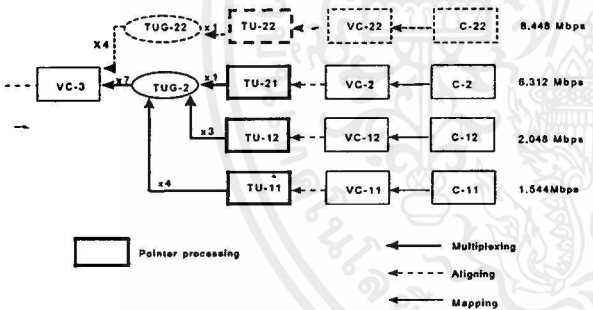 TUG-22 x1 TU-22 VC-22 C-22 8.448 Mbps
X4
VC-3 x7 TUG-2 x1 TU-21 VC-2 C-2 6.312 Mbps
x3 TU-12 VC-12 C-12 2.048 Mbps
x4 TU-11 VC-11 C-11 1.544Mbps
Pointer processing
Multiplexing
Aligning
Mapping